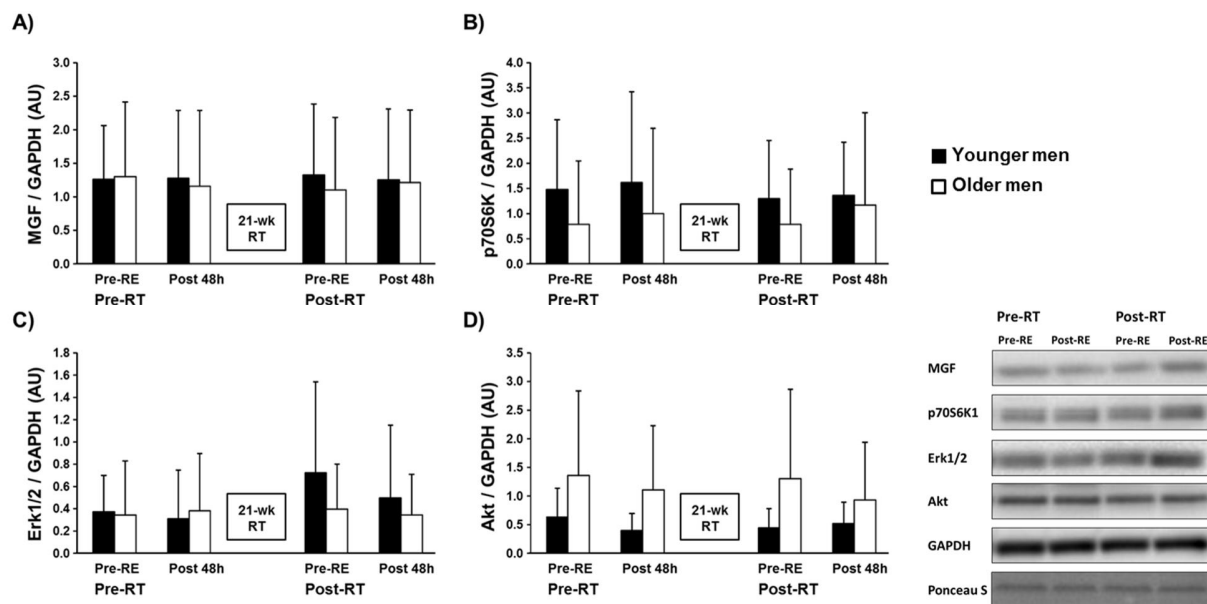 A)
MGF / GAPDH (AU)
3.0
2.5
2.0
1.5
1.0
0.5
0.0
21-wk
RT
Pre-RE Post 48h Pre-RE Post 48h
Pre-RT Post-RT
B)
p70S6K / GAPDH (AU)
4.0
3.5
3.0
2.5
2.0
1.5
1.0
0.5
0.0
21-wk
RT
Pre-RE Post 48h Pre-RE Post 48h
Pre-RT Post-RT
Younger men
Older men
C)
Erk1/2 / GAPDH (AU)
1.8
1.6
1.4
1.2
1.0
0.8
0.6
0.4
0.2
0.0
21-wk
RT
Pre-RE Post 48h Pre-RE Post 48h
Pre-RT Post-RT
D)
Akt / GAPDH (AU)
3.5
3.0
2.5
2.0
1.5
1.0
0.5
0.0
21-wk
RT
Pre-RE Post 48h Pre-RE Post 48h
Pre-RT Post-RT
Pre-RT Post-RT
Pre-RE Post-RE Pre-RE Post-RE
MGF
p70S6K1
Erk1/2
Akt
GAPDH
Ponceau S